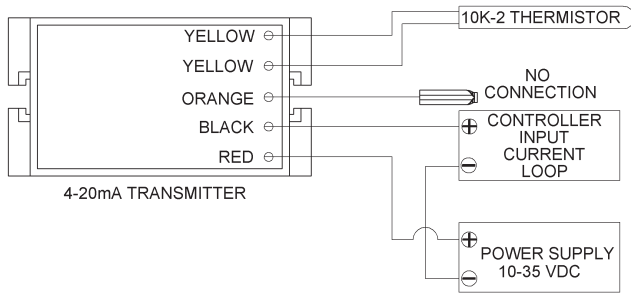 YELLOW
YELLOW
ORANGE
BLACK
RED
4-20mA TRANSMITTER
10K-2 THERMISTOR
NO
CONNECTION
+ CONTROLLER
INPUT
CURRENT
- LOOP
+ POWER SUPPLY
- 10-35 VDC